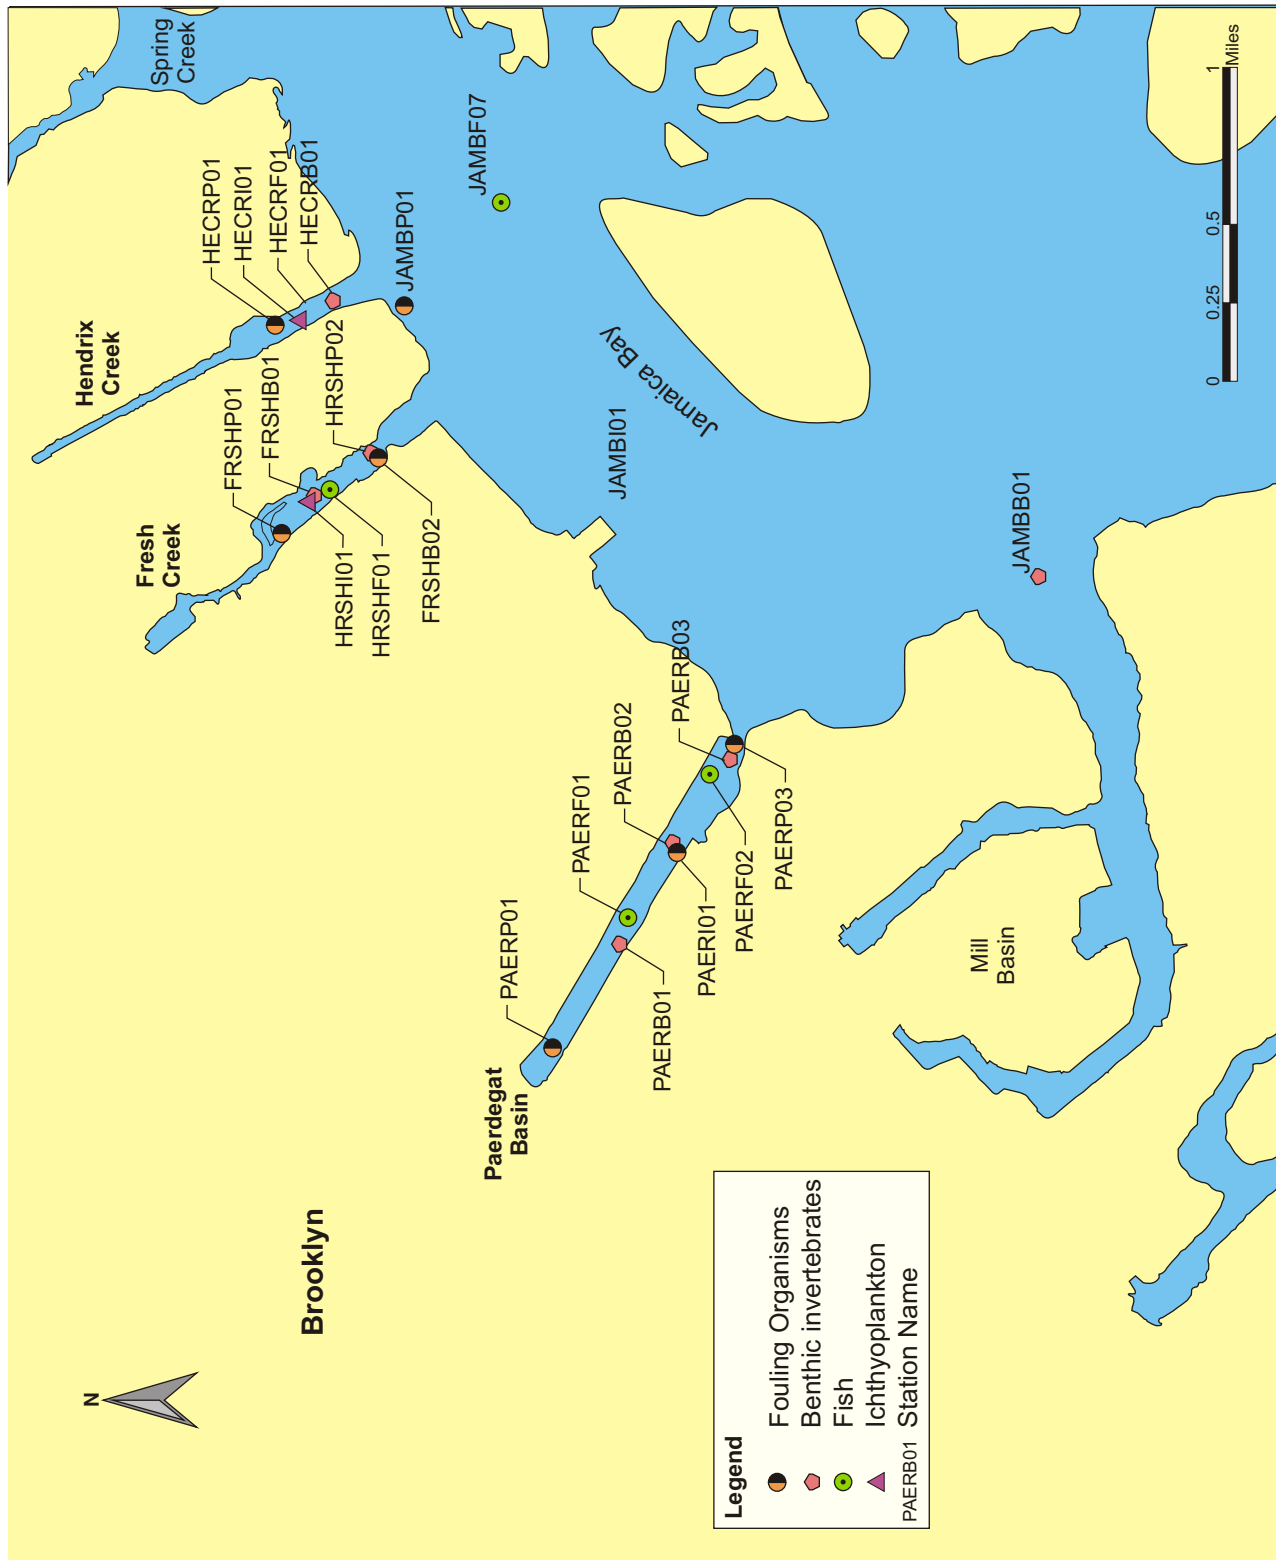 N
Brooklyn
Paerdegat
Basin
Fresh
Creek
Hendrix
Creek
Spring
Creek
Mill
Basin
Jamaica Bay
PAERP01
PAERF01
PAERB02
PAERB03
PAERB01
PAERI01
PAERF02
PAERP03
FRSHP01
FRSHB01
HRSHP02
HRSHI01
HRSHF01
FRSHB02
HECRP01
HECRI01
HECRF01
HECRB01
JAMBP01
JAMBF07
JAMBI01
JAMBB01
Legend
Fouling Organisms
Benthic invertebrates
Fish
Ichthyoplankton
PAERB01 Station Name
0 0.25 0.5 1
Miles